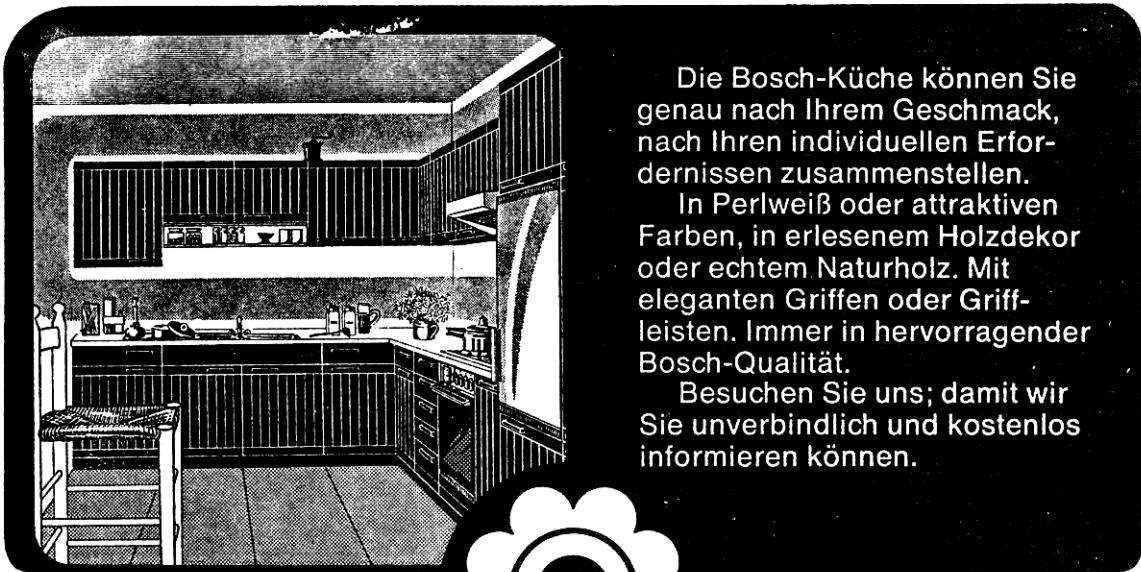 Die Bosch-Küche können Sie
genau nach Ihrem Geschmack,
nach Ihren individuellen Erfor-
dernissen zusammenstellen.
In Perlweiß oder attraktiven
Farben, in erlesenem Holzdekor
oder echtem Naturholz. Mit
eleganten Griffen oder Griff-
leisten. Immer in hervorragender
Bosch-Qualität.
Besuchen Sie uns; damit wir
Sie unverbindlich und kostenlos
informieren können.